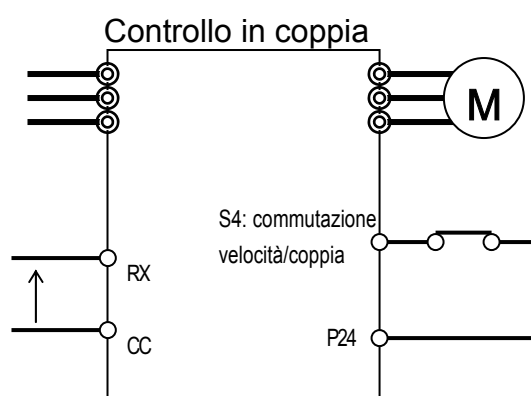 Controllo in coppia
M
S4: commutazione
velocità/coppia
RX
P24
CC